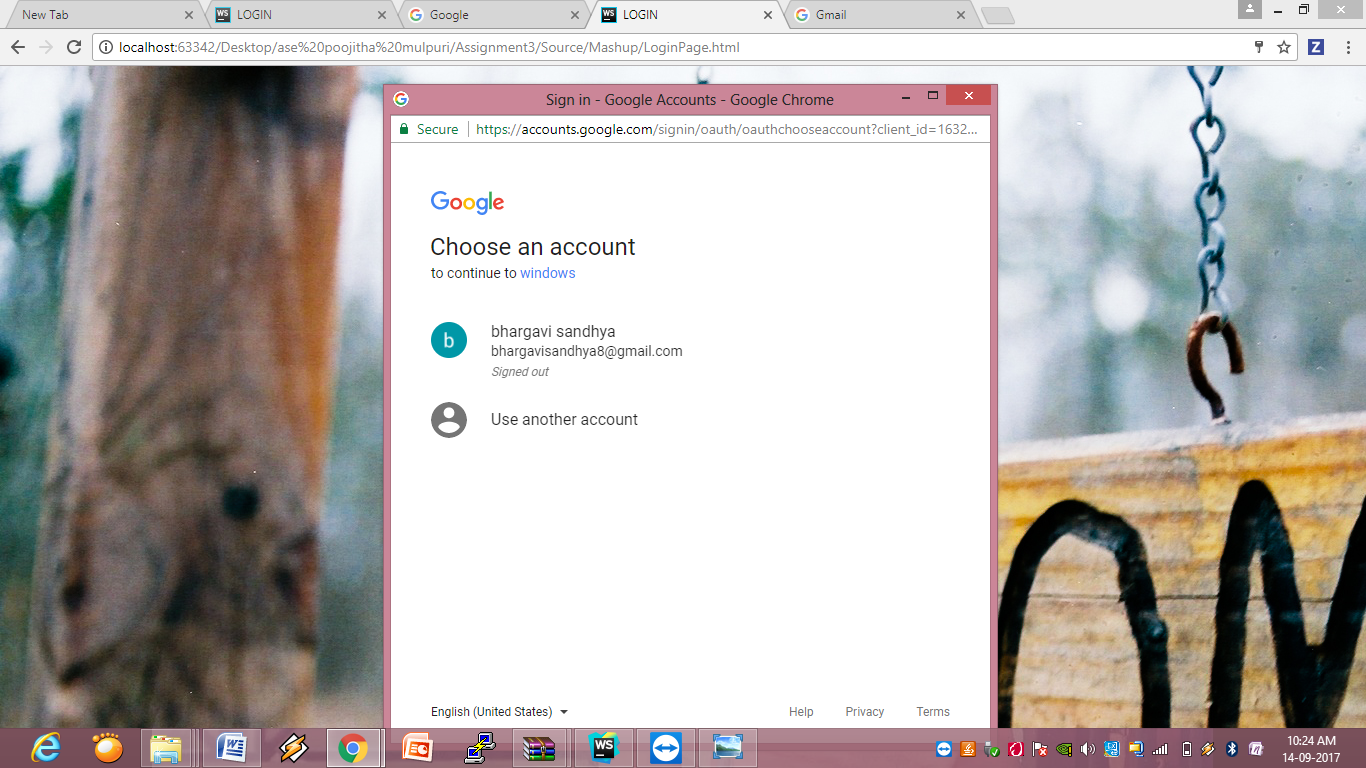 New Tab
LOGIN
Google
LOGIN
Gmail
localhost:63342/Desktop/ase%20poojitha%20mulpuri/Assignment3/Source/Mashup/LoginPage.html
Z
Sign in - Google Accounts - Google Chrome
Secure
https://accounts.google.com/signin/oauth/oauthchooseaccount?client_id=1632...
Google
Choose an account
to continue to windows
b
bhargavi sandhya
bhargavisandhya8@gmail.com
Signed out
Use another account
English (United States)
Help
Privacy
Terms
WS
10:24 AM
14-09-2017